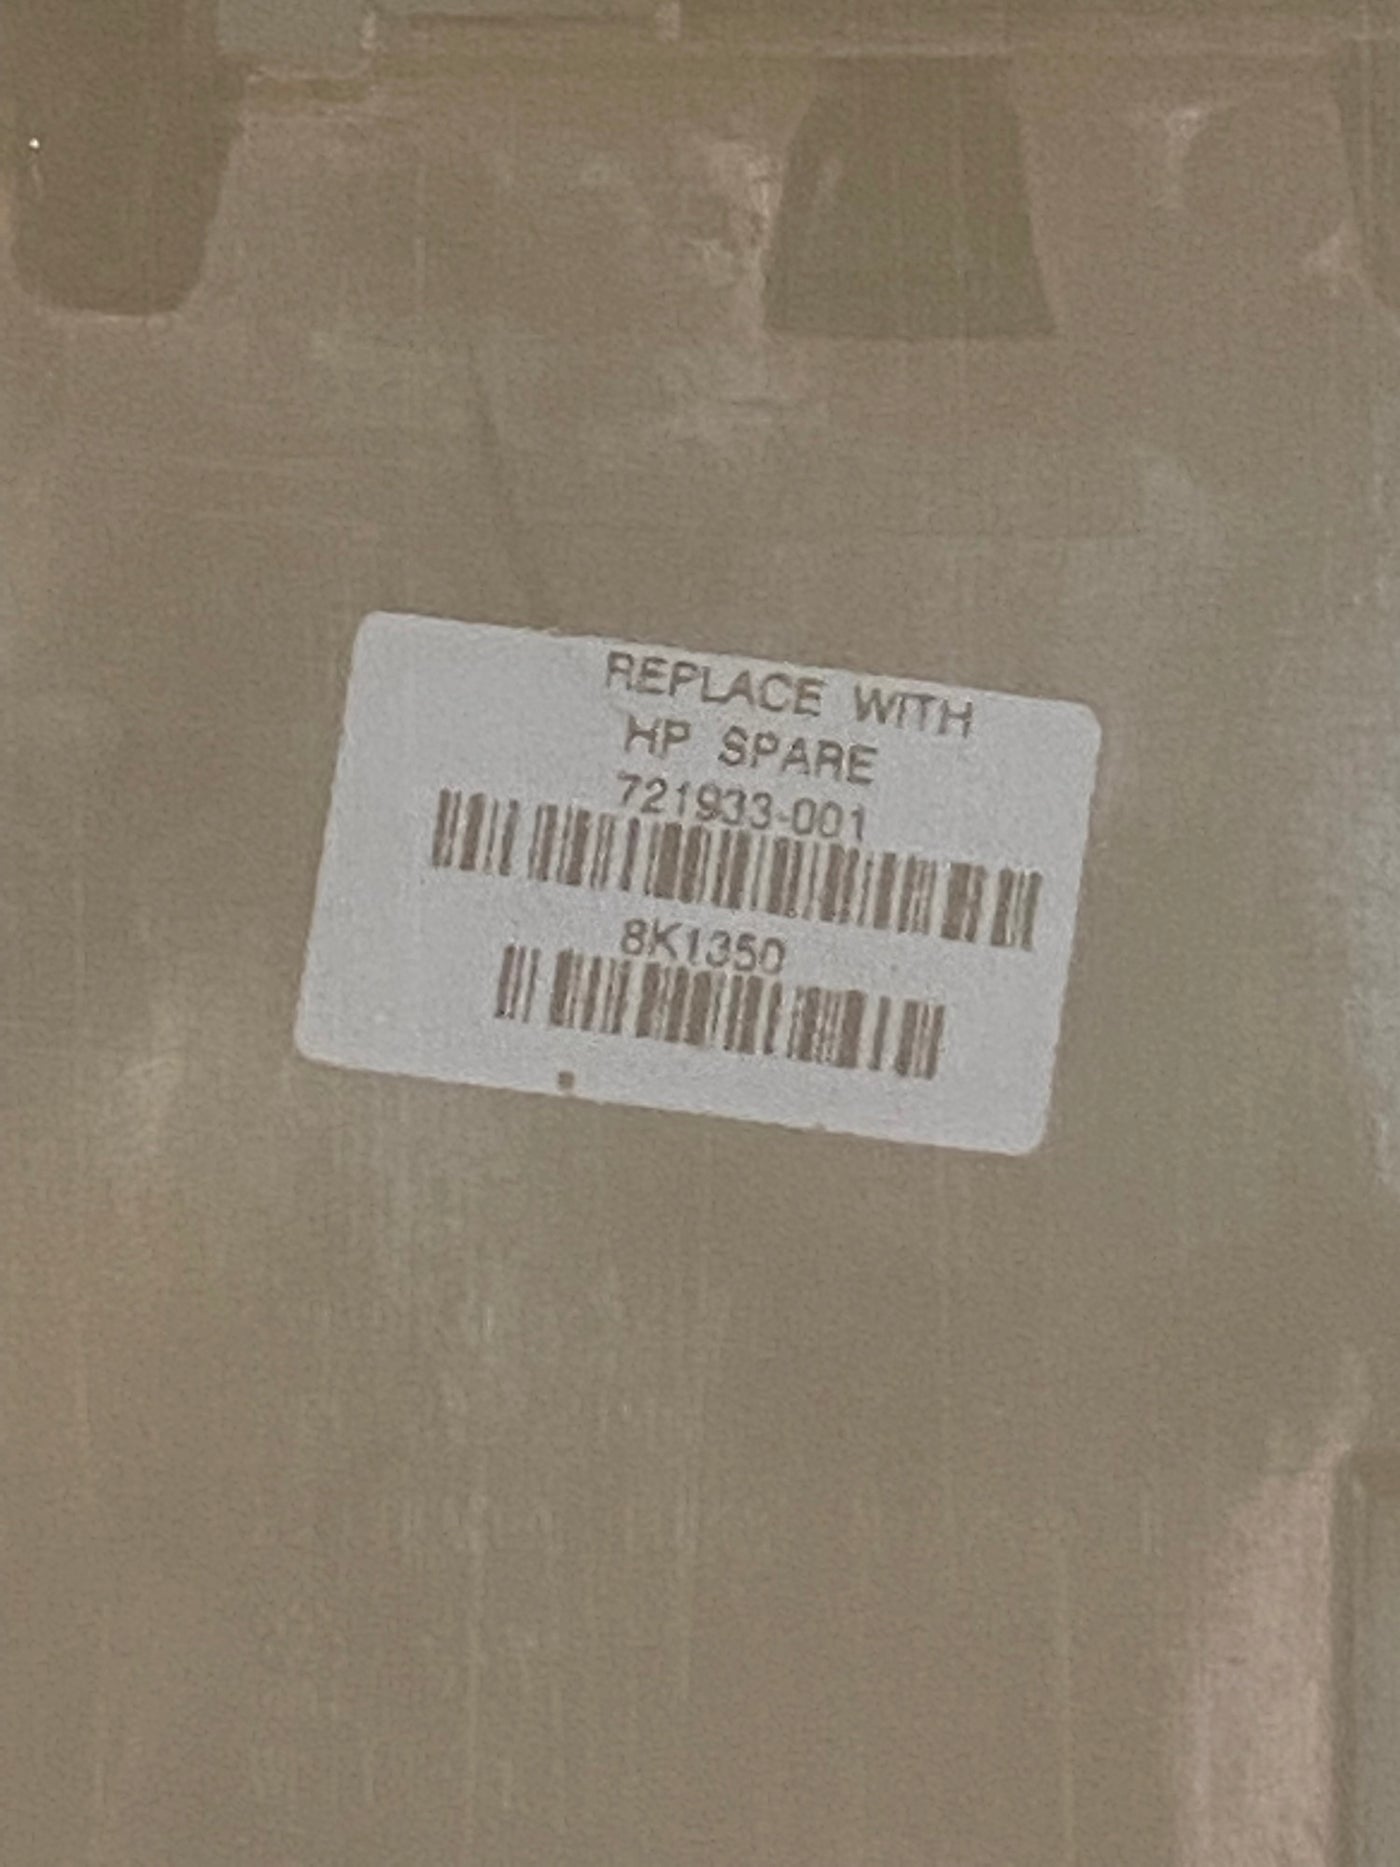 REPLACE WITH
HP SPARE
721933-001
8K1350